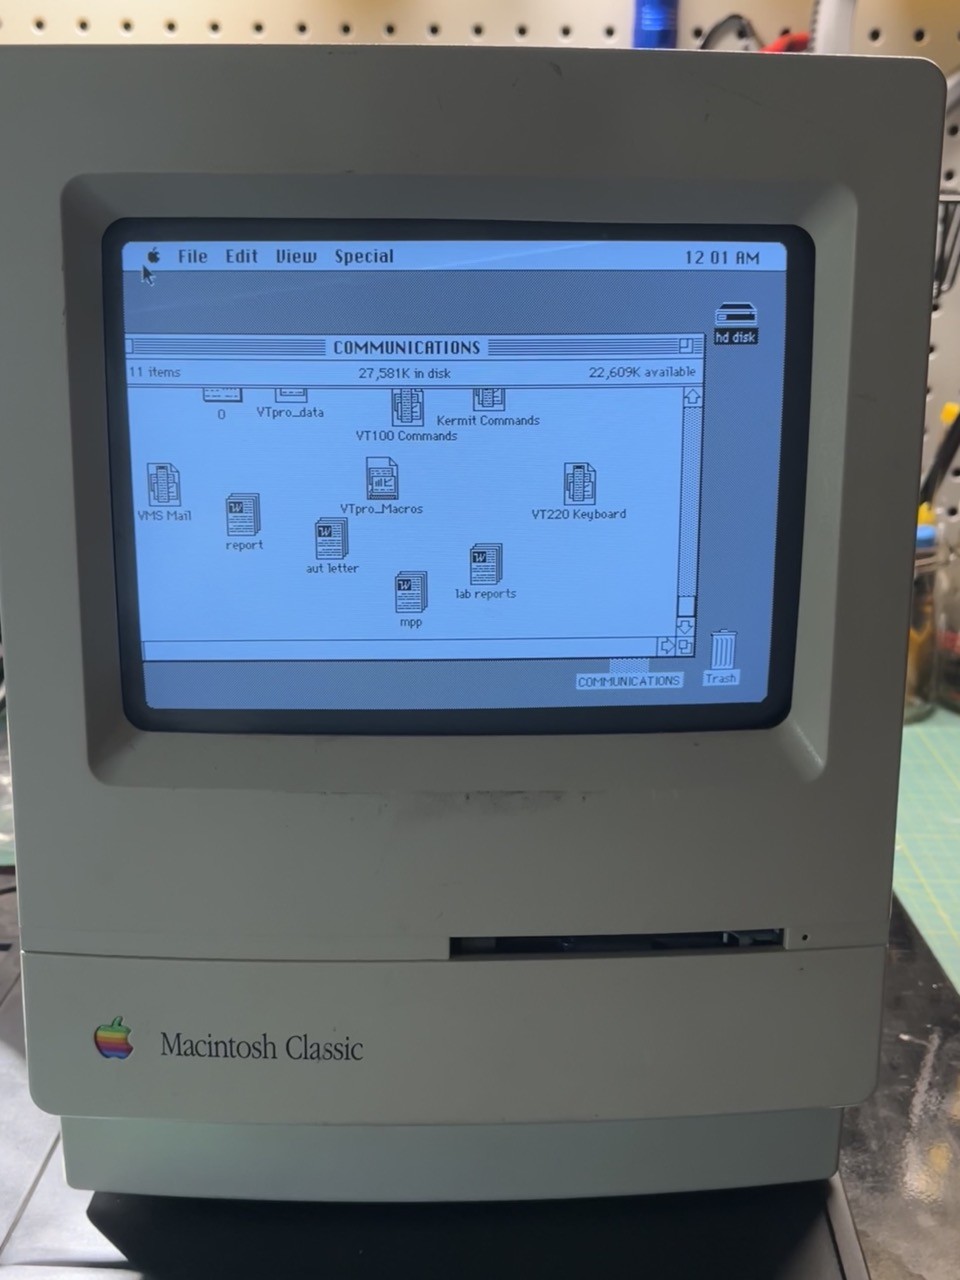 File Edit View Special 12 01 AM
hd disk
COMMUNICATIONS
11 items 27,581K in disk 22,609K available
0 VTpro_data VT100 Commands Kermit Commands
VMS Mail VTpro_Macros VT220 Keyboard
report
aut letter
lab reports
mpp
COMMUNICATIONS Trash
Macintosh Classic